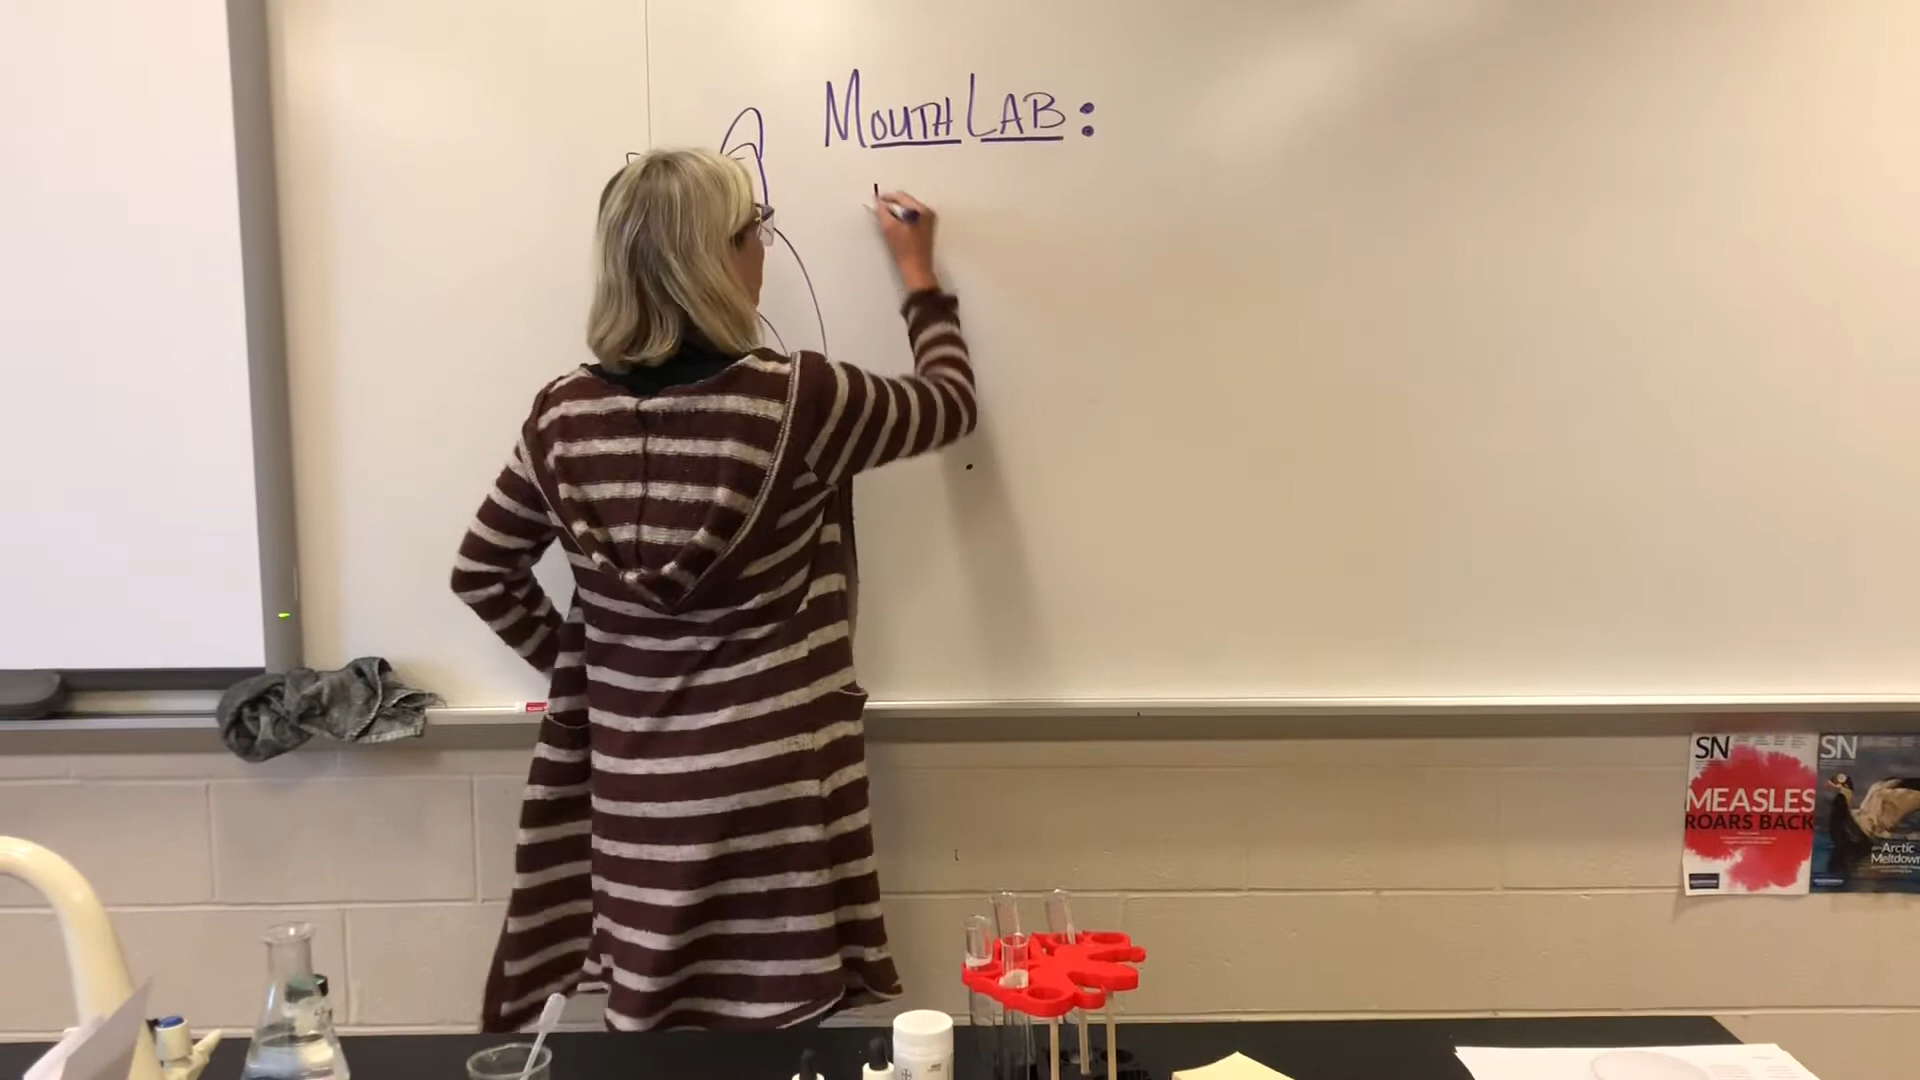 MOUTH LAB:
SN
MEASLES
ROARS BACK
SN
Arctic
Meltdown